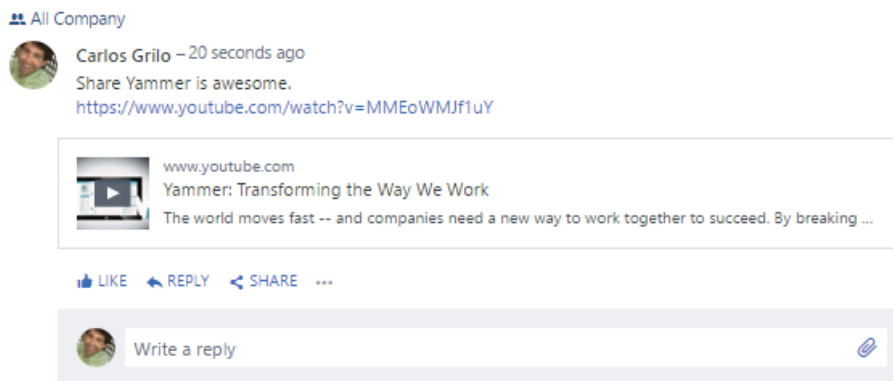 All Company
Carlos Grilo – 20 seconds ago
Share Yammer is awesome.
https://www.youtube.com/watch?v=MMEoWMJf1uY
www.youtube.com
Yammer: Transforming the Way We Work
The world moves fast -- and companies need a new way to work together to succeed. By breaking ...
LIKE REPLY SHARE ...
Write a reply